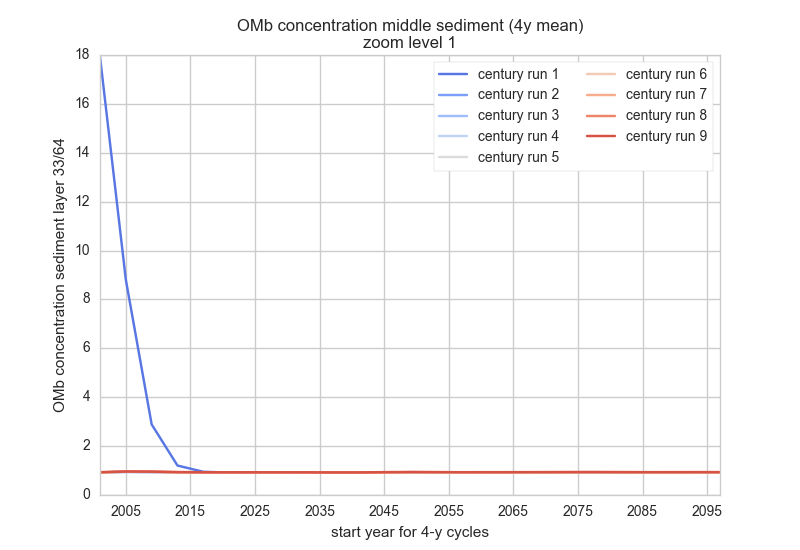 OMb concentration middle sediment (4y mean)
zoom level 1
18
16
14
12
10
8
6
4
2
0
OMb concentration sediment layer 33/64
century run 1
century run 2
century run 3
century run 4
century run 5
century run 6
century run 7
century run 8
century run 9
2005 2015 2025 2035 2045 2055 2065 2075 2085 2095
start year for 4-y cycles